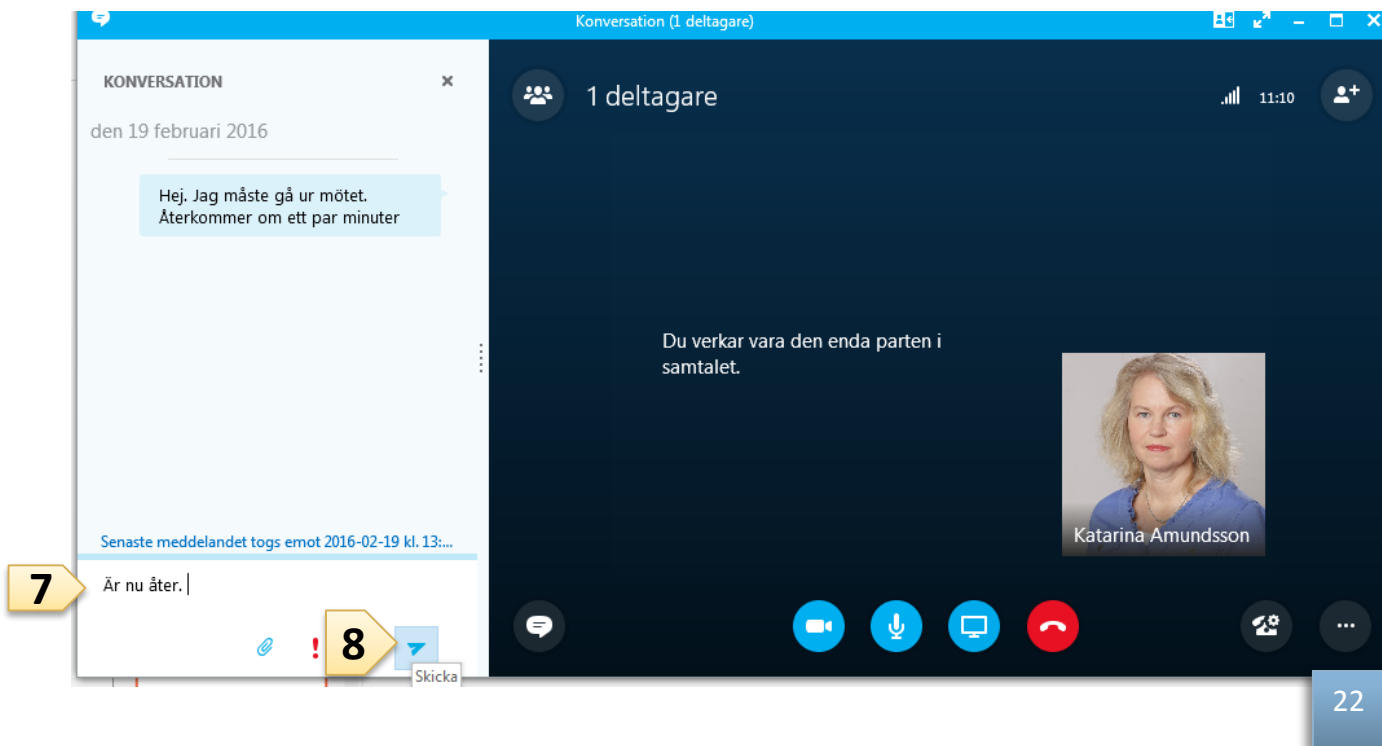 Konversation (1 deltagare)
KONVERSATION
den 19 februari 2016
Hej. Jag måste gå ur mötet.
Återkommer om ett par minuter
Senaste meddelandet togs emot 2016-02-19 kl. 13:...
7
Är nu åter.
8
Skicka
1 deltagare
11:10
Du verkar vara den enda parten i
samtalet.
Katarina Amundsson
22